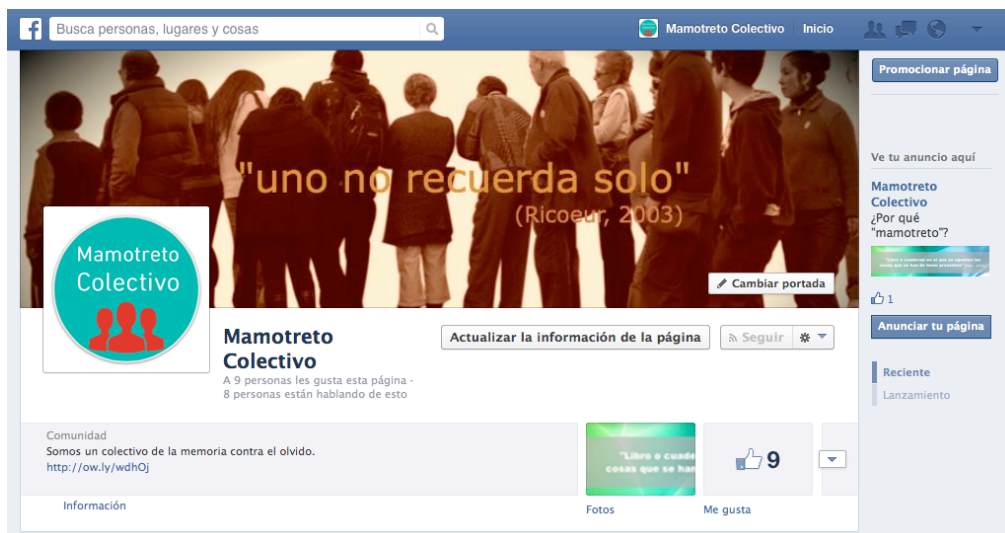 Busca personas, lugares y cosas
Mamotreto Colectivo Inicio
"uno no recuerda solo"
(Ricoeur, 2003)
Cambiar portada
Mamotreto
Colectivo
Mamotreto
Colectivo
A 9 personas les gusta esta página ·
8 personas están hablando de esto
Actualizar la información de la página
Seguir
Comunidad
Somos un colectivo de la memoria contra el olvido.
http://ow.ly/wdhOj
Información
"Libro o cuade
cosas que se han
Fotos
9
Me gusta
Promocionar página
Ve tu anuncio aquí
Mamotreto
Colectivo
¿Por qué
"mamotreto"?
1
Anunciar tu página
Reciente
Lanzamiento